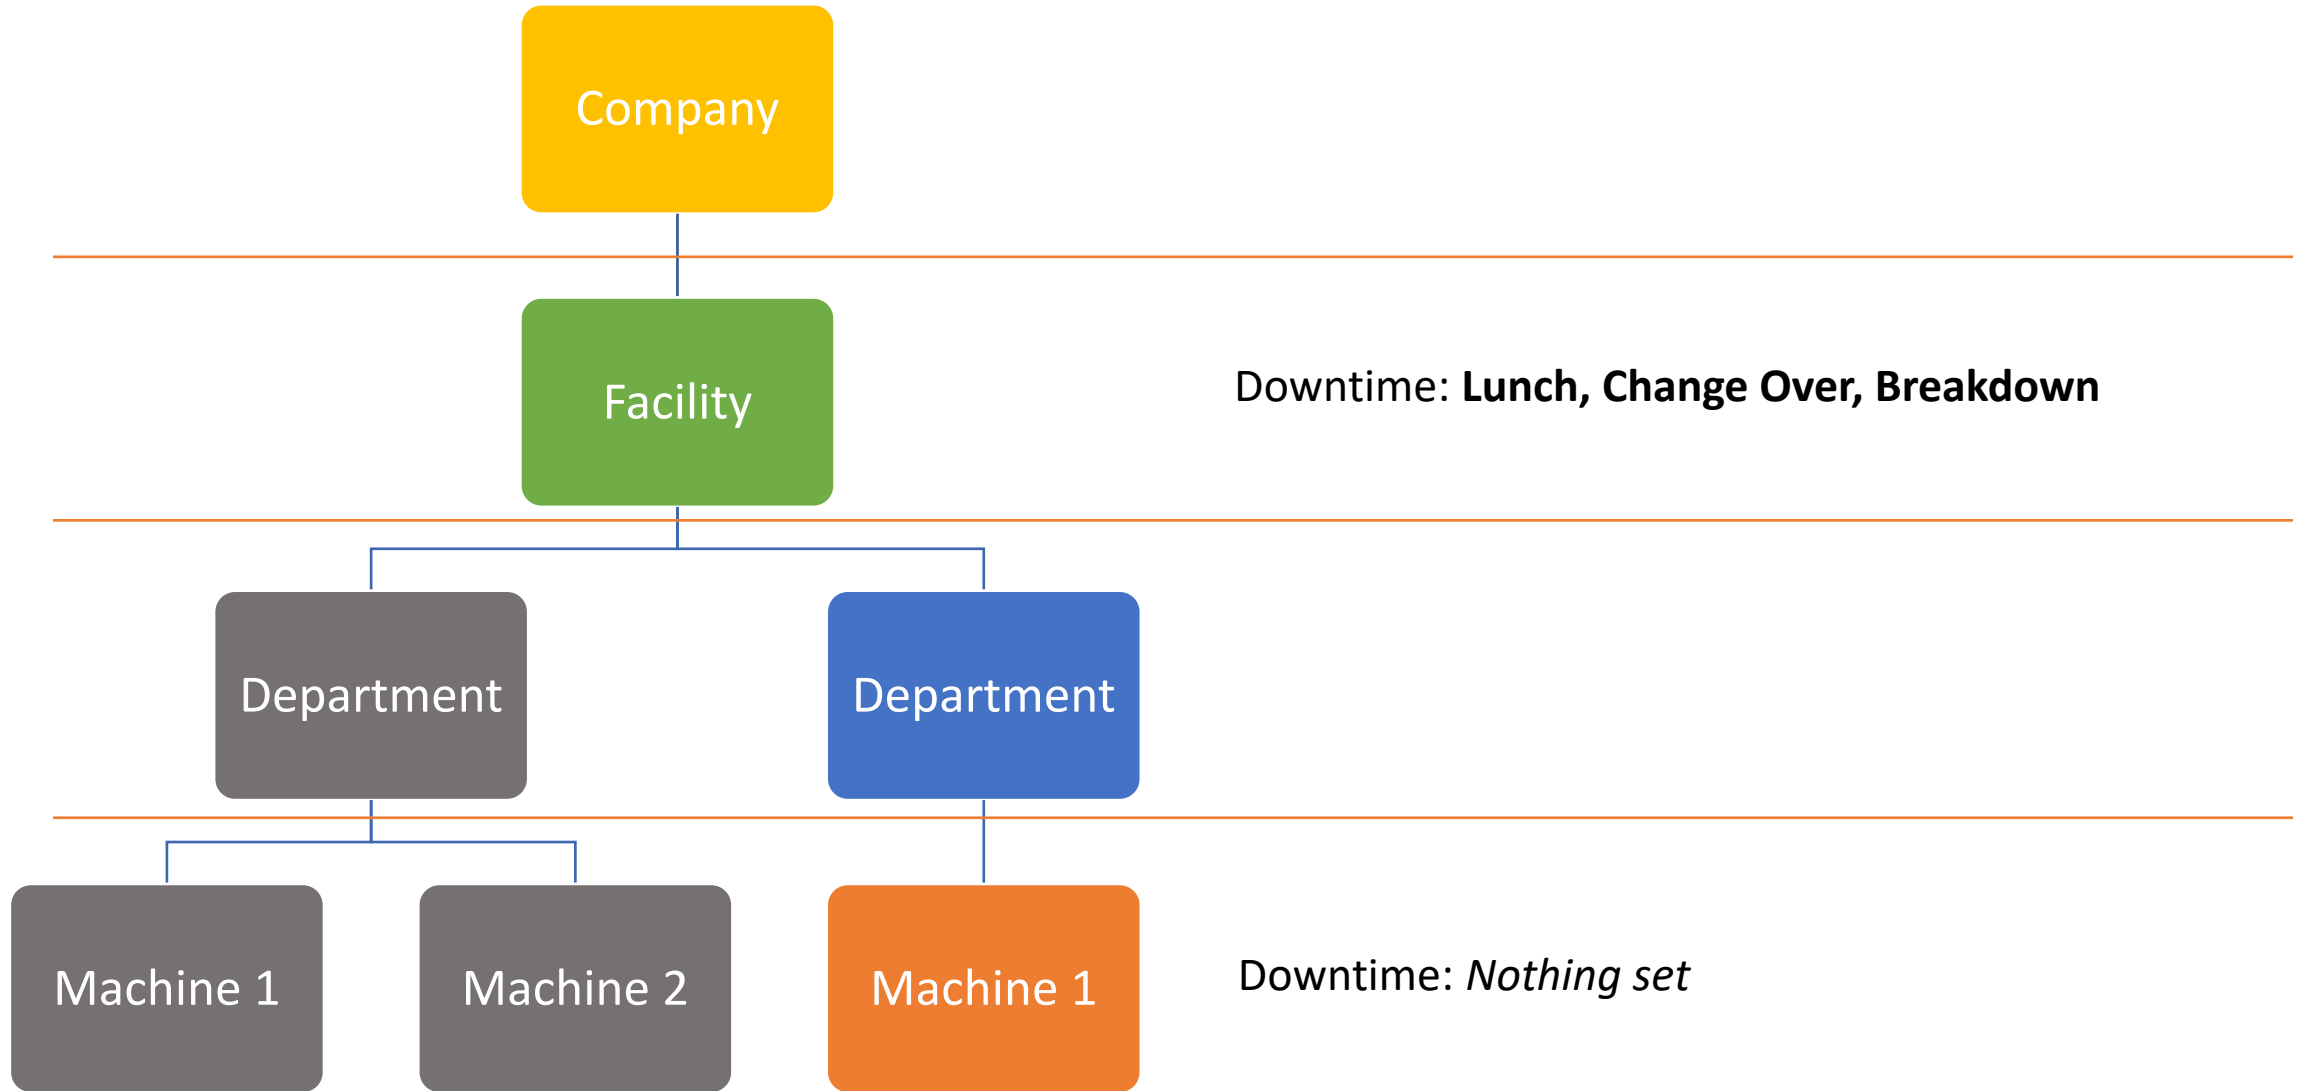 Company
Facility
Downtime: Lunch, Change Over, Breakdown
Department
Department
Machine 1
Machine 2
Machine 1
Downtime: Nothing set